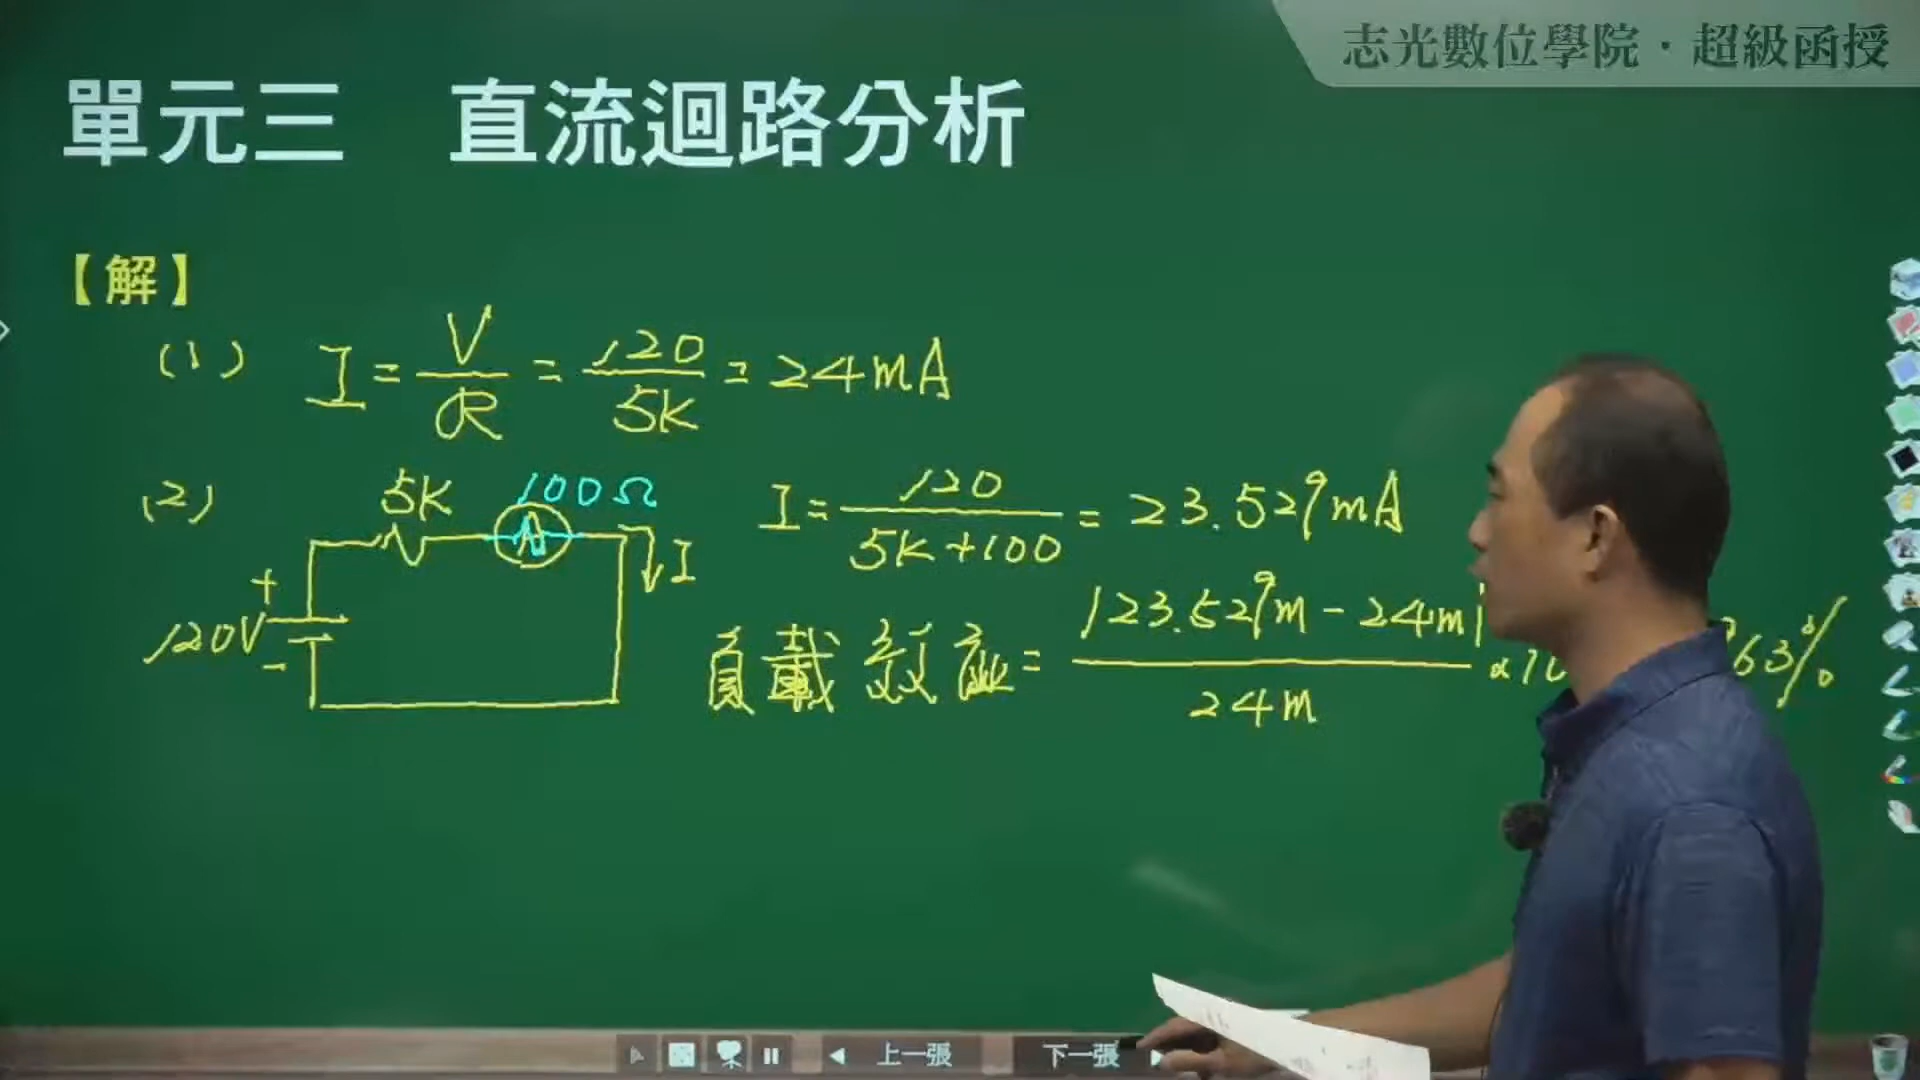 志光數位學院·超級函授
單元三 直流迴路分析
【解】
(1) I = V/R = 120/5K = 24mA
(2) 5K 100Ω
A
I
+
120V
-
I = 120/5K+100 = 23.529mA
負載效應 = |23.529m - 24m|/24m 63%
上一張 下一張